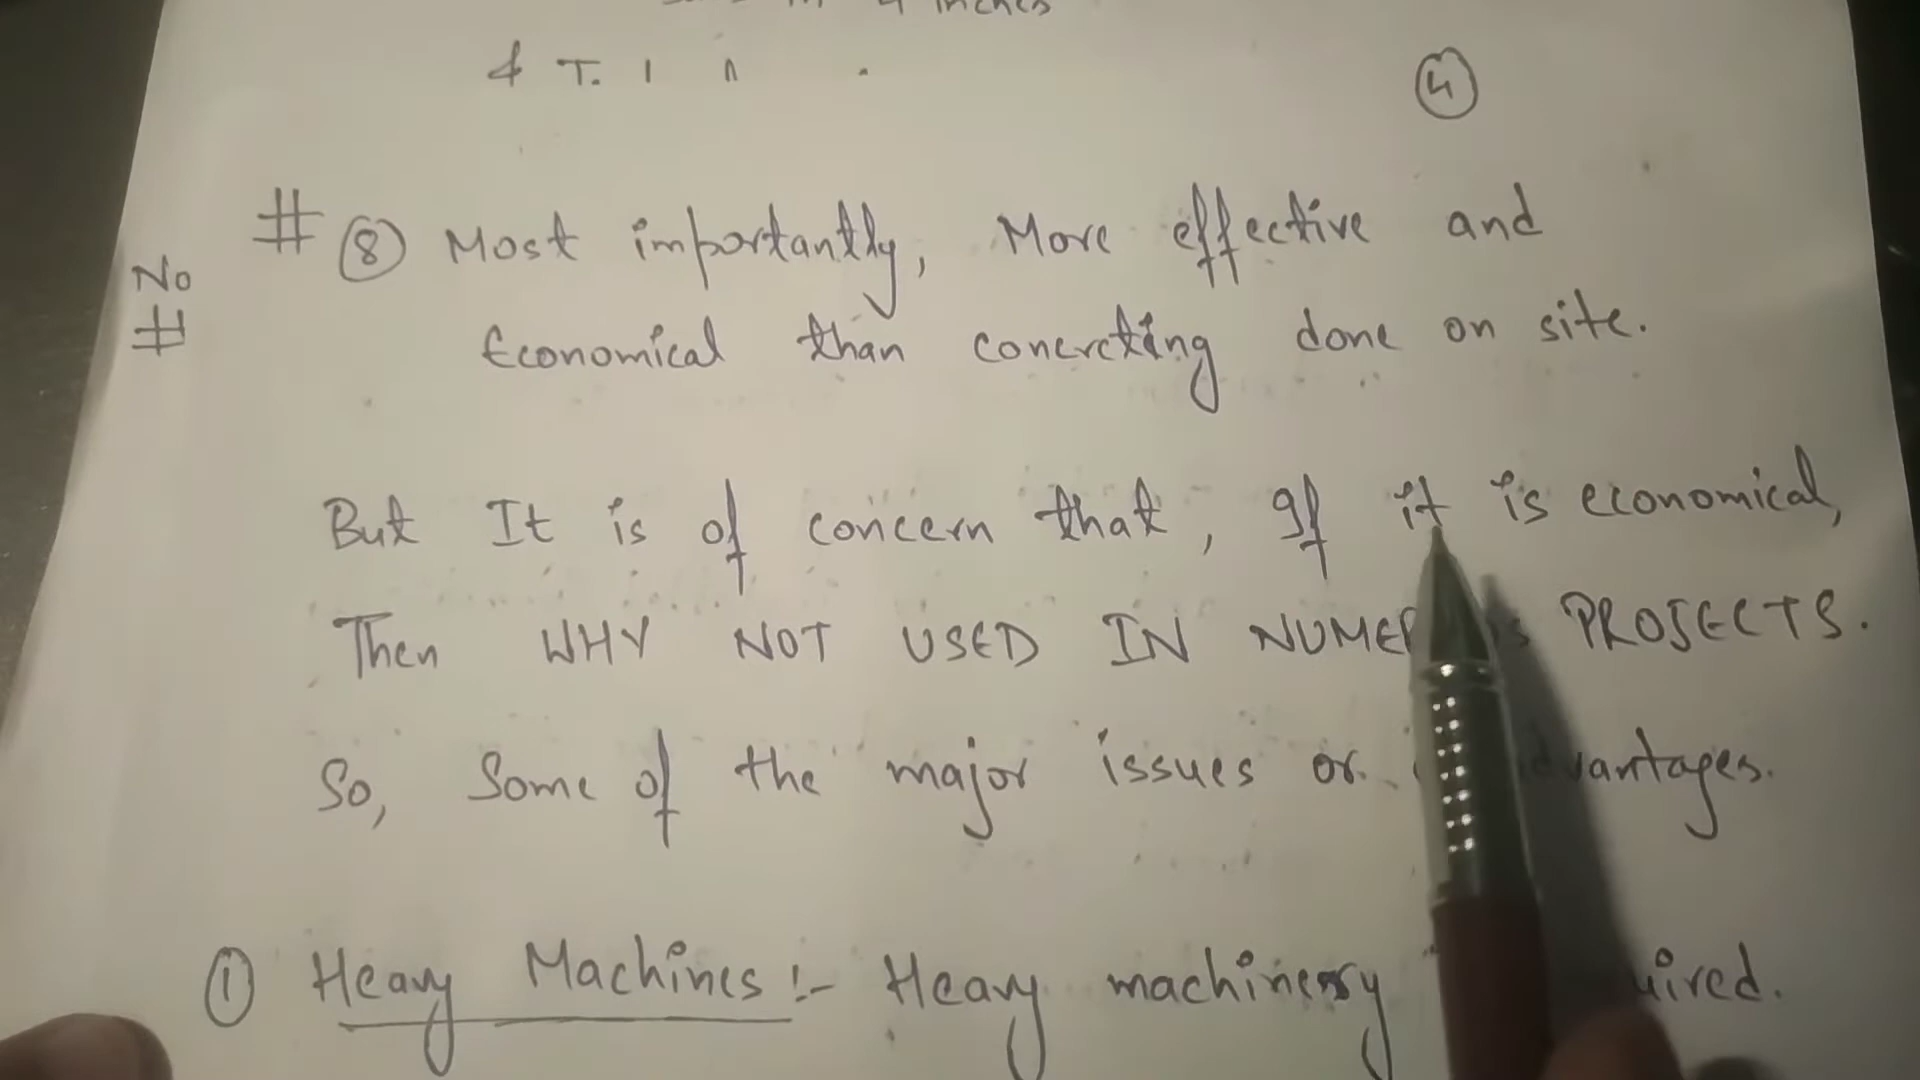 4 inches
& T.
4
# 8 Most importantly, More effective and
No
#
Economical than concreting done on site.
But It is of concern that, If it is economical,
Then WHY NOT USED IN PROJECTS.
So, Some of the major issues or
1 Heavy Machines :- Heavy machinery